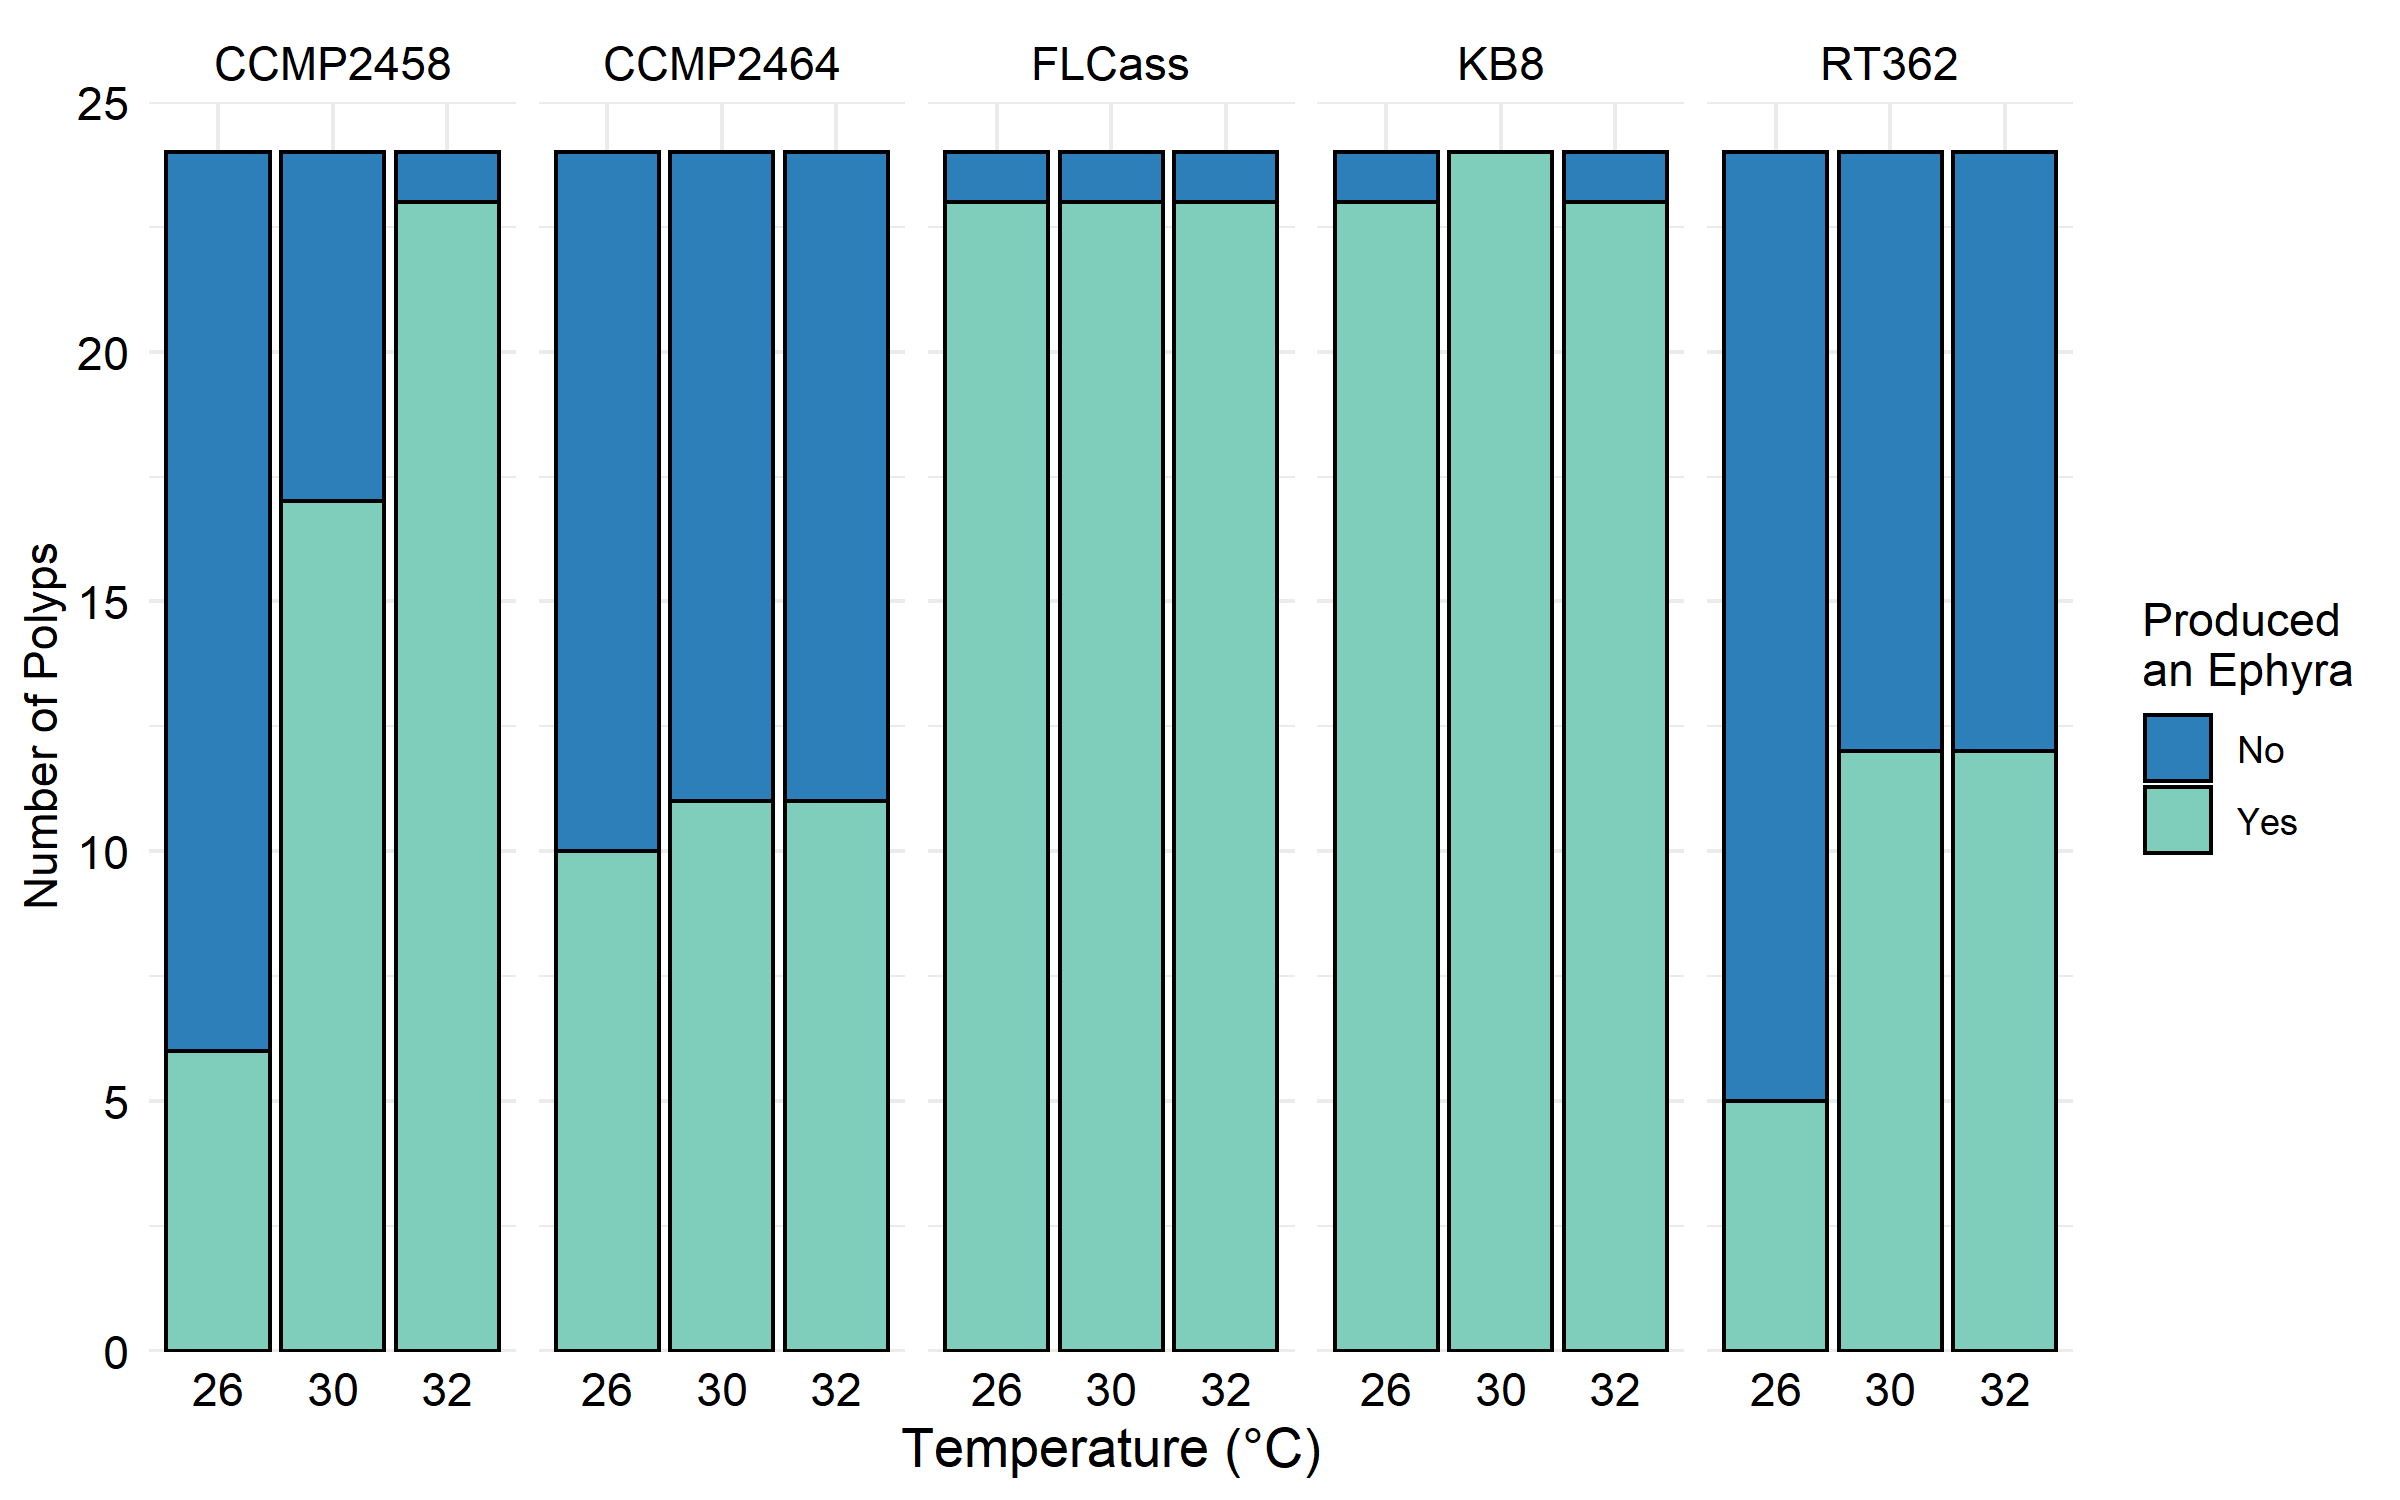 CCMP2458 CCMP2464 FLCass KB8 RT362
25
20
15
10
5
0
Number of Polyps
26 30 32 26 30 32 26 30 32 26 30 32 26 30 32
Temperature (°C)
Produced
an Ephyra
No
Yes